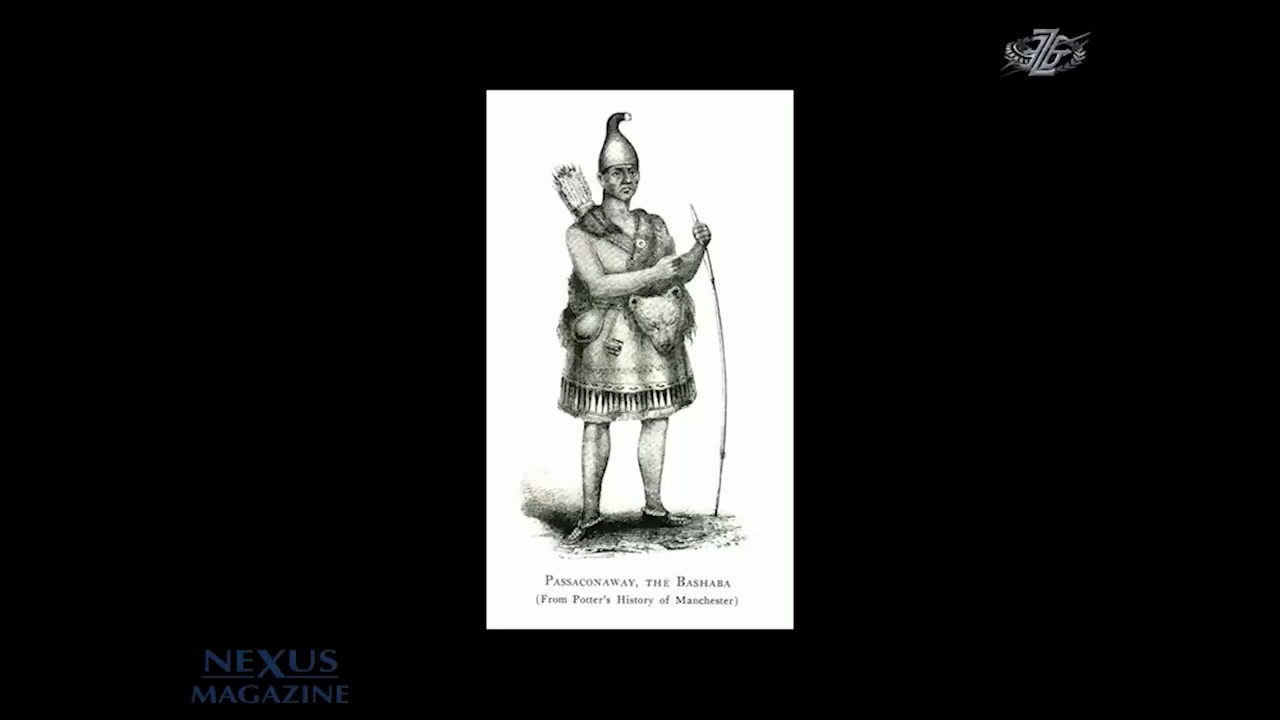 PASSACONAWAY, THE BASHABA
(From Potter's History of Manchester)
NEXUS
MAGAZINE